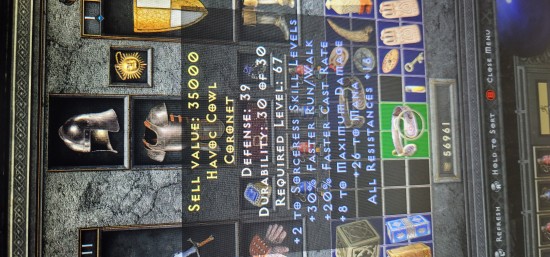 Sell Value: 35000
Havoc Cowl
Coronet
Defense: 39
Durability: 30 of 30
Required Level: 67
+2 to Sorceress Skill Levels
+30% Faster Run/Walk
+20% Faster Cast Rate
+8 to Maximum Damage
+26 to Mana
All Resistances +16
56961
Refresh
Hold to Sort
Close Menu
I
II